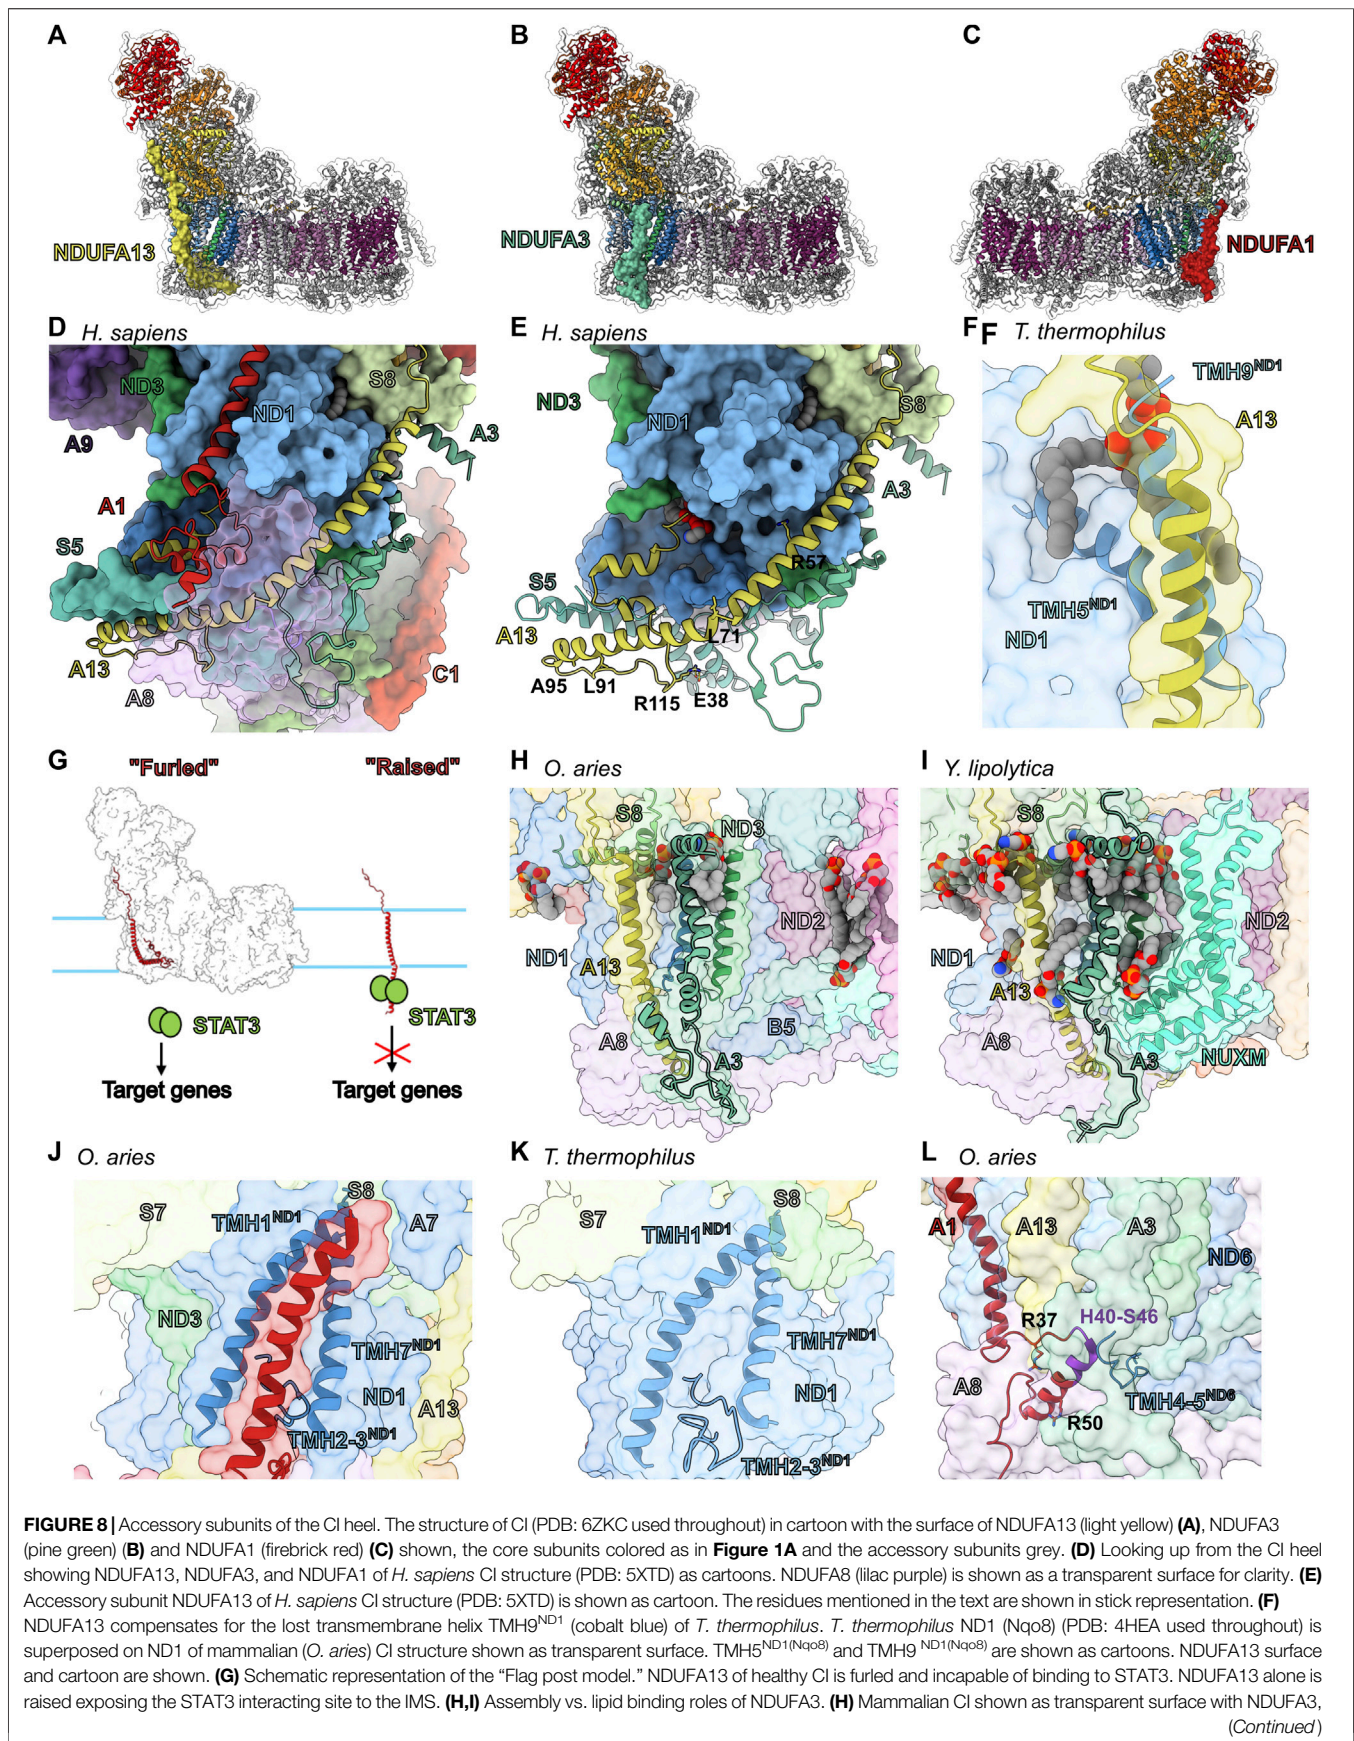 A
B
C
NDUFA13
NDUFA3
NDUFA1
D H. sapiens
E H. sapiens
F F T. thermophilus
ND3
ND1
S8
A9
A3
A1
S5
A13
A8
C1
ND3
ND1
S8
A3
R57
S5
A13
L71
A95 L91
R115 E38
TMH9ND1
A13
TMH5ND1
ND1
G
"Furled" "Raised"
STAT3
STAT3
Target genes
Target genes
H O. aries
S8
ND3
ND2
ND1
A13
A8
B5
A3
I Y. lipolytica
S8
ND2
ND1
A13
A8
A3
NUXM
J O. aries
S8
S7
TMH1ND1
A7
ND3
TMH7ND1
ND1
A13
TMH2-3ND1
K T. thermophilus
S8
S7
TMH1ND1
TMH7ND1
ND1
TMH2-3ND1
L O. aries
A1
A13
A3
ND6
R37 H40-S46
A8
TMH4-5ND6
R50
FIGURE 8 | Accessory subunits of the CI heel. The structure of CI (PDB: 6ZKC used throughout) in cartoon with the surface of NDUFA13 (light yellow) (A), NDUFA3
(pine green) (B) and NDUFA1 (firebrick red) (C) shown, the core subunits colored as in Figure 1A and the accessory subunits grey. (D) Looking up from the CI heel
showing NDUFA13, NDUFA3, and NDUFA1 of H. sapiens CI structure (PDB: 5XTD) as cartoons. NDUFA8 (lilac purple) is shown as a transparent surface for clarity. (E)
Accessory subunit NDUFA13 of H. sapiens CI structure (PDB: 5XTD) is shown as cartoon. The residues mentioned in the text are shown in stick representation. (F)
NDUFA13 compensates for the lost transmembrane helix TMH9ND1 (cobalt blue) of T. thermophilus. T. thermophilus ND1 (Nqo8) (PDB: 4HEA used throughout) is
superposed on ND1 of mammalian (O. aries) CI structure shown as transparent surface. TMH5ND1(Nqo8) and TMH9 ND1(Nqo8) are shown as cartoons. NDUFA13 surface
and cartoon are shown. (G) Schematic representation of the “Flag post model.” NDUFA13 of healthy CI is furled and incapable of binding to STAT3. NDUFA13 alone is
raised exposing the STAT3 interacting site to the IMS. (H,I) Assembly vs. lipid binding roles of NDUFA3. (H) Mammalian CI shown as transparent surface with NDUFA3,
(Continued)